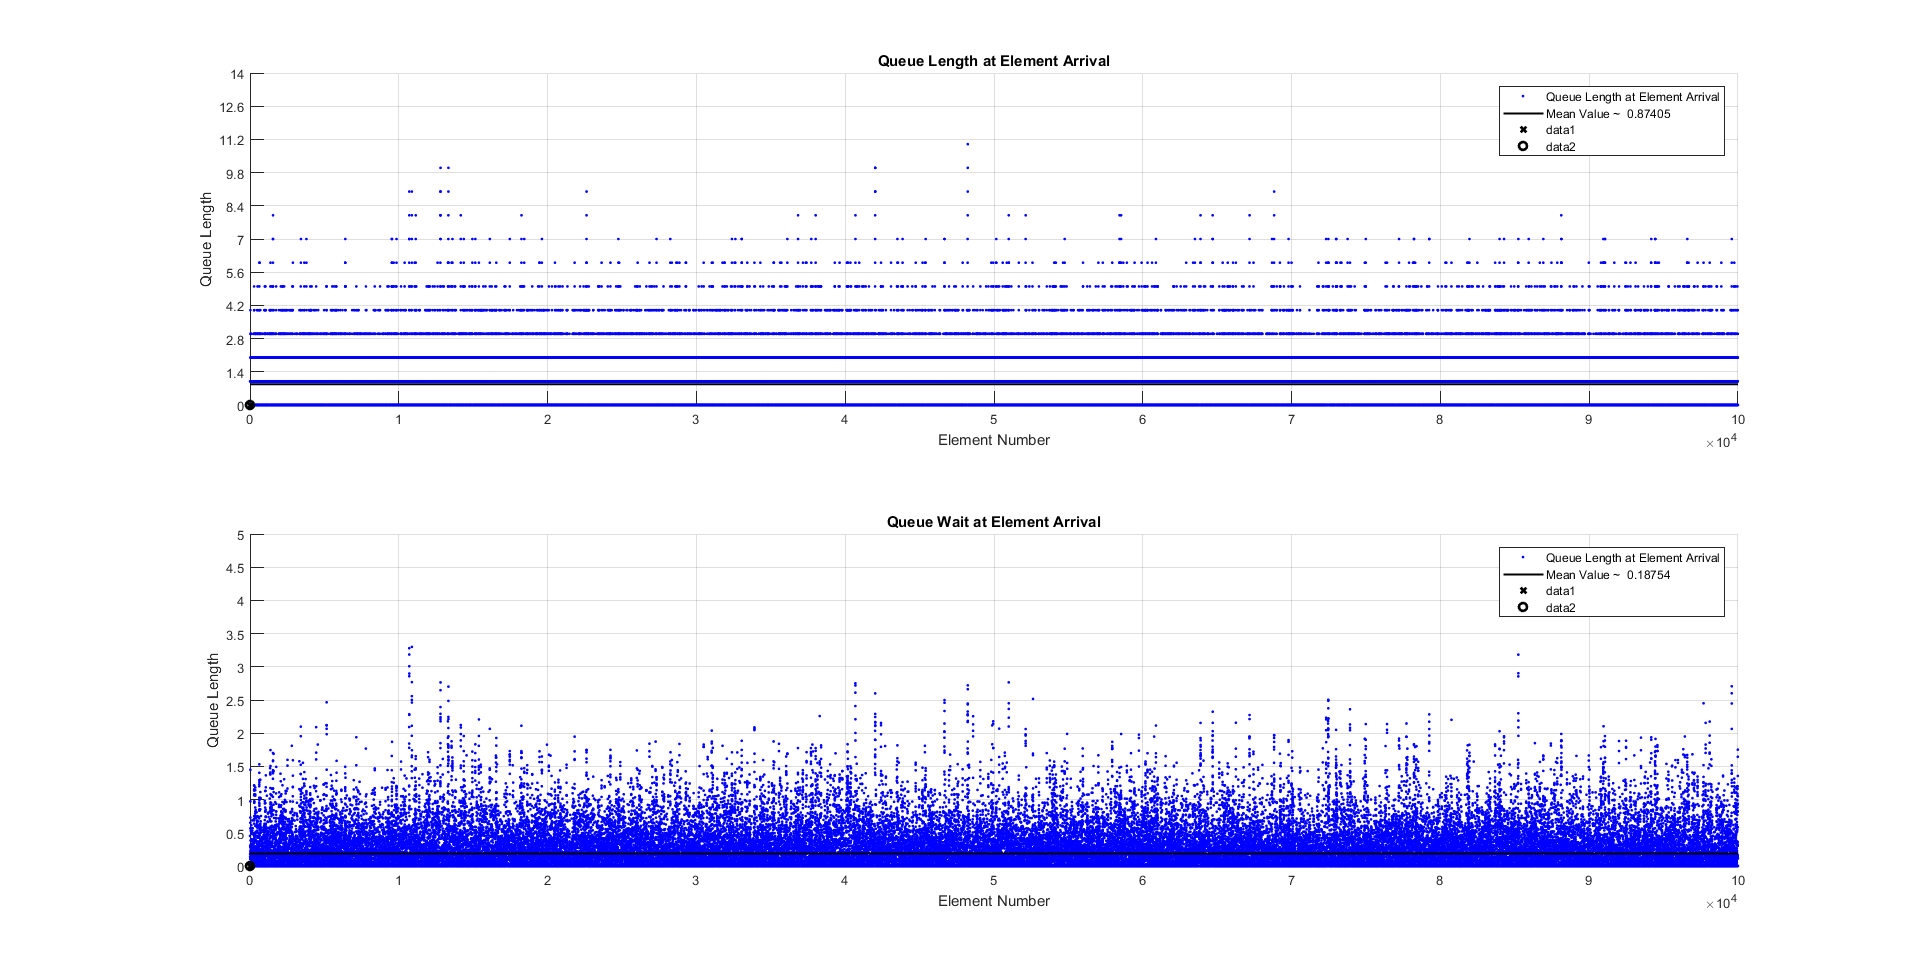 Queue Length at Element Arrival
14
12.6
11.2
9.8
8.4
7
5.6
4.2
2.8
1.4
0
Queue Length
Queue Length at Element Arrival
Mean Value ~ 0.87405
data1
data2
0 1 2 3 4 5 6 7 8 9 10
Element Number
×10^4
Queue Wait at Element Arrival
5
4.5
4
3.5
3
2.5
2
1.5
1
0.5
0
Queue Length
Queue Length at Element Arrival
Mean Value ~ 0.18754
data1
data2
0 1 2 3 4 5 6 7 8 9 10
Element Number
×10^4